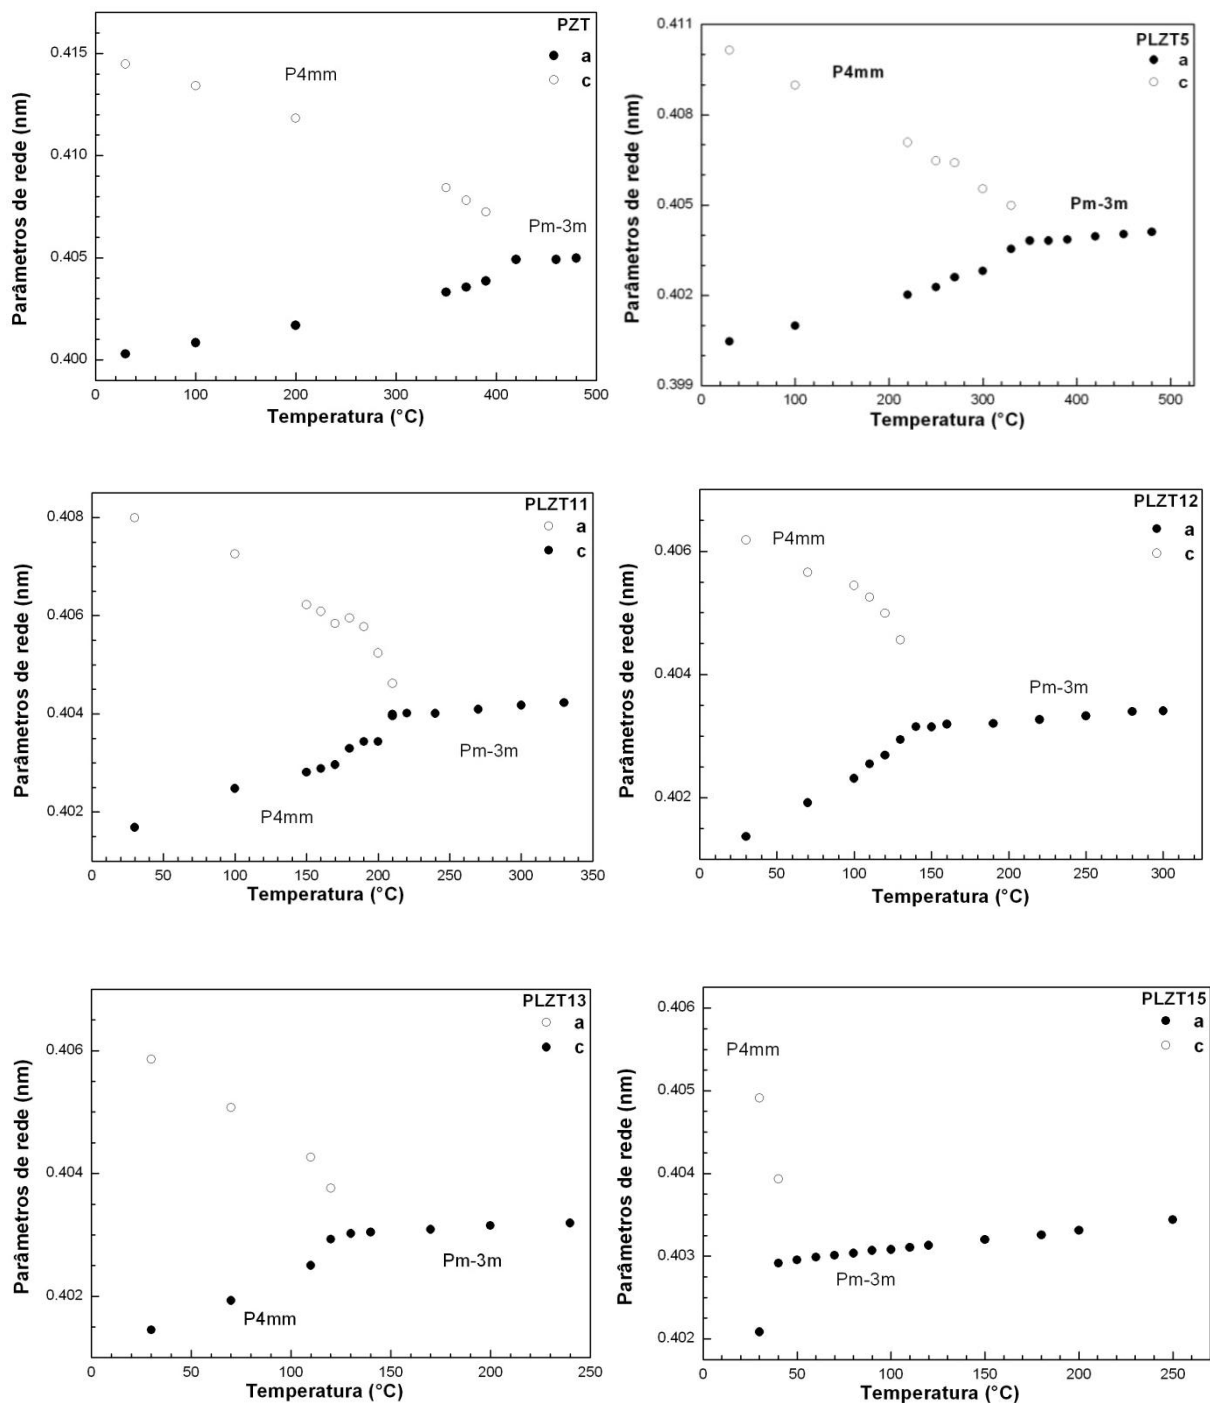 PZT
a
c
P4mm
Pm-3m
0.415
0.410
0.405
0.400
0
100
200
300
400
500
Parâmetros de rede (nm)
Temperatura (°C)
PLZT5
a
c
P4mm
Pm-3m
0.411
0.408
0.405
0.402
0.399
0
100
200
300
400
500
Parâmetros de rede (nm)
Temperatura (°C)
PLZT11
a
c
Pm-3m
P4mm
0.408
0.406
0.404
0.402
0
50
100
150
200
250
300
350
Parâmetros de rede (nm)
Temperatura (°C)
PLZT12
a
c
P4mm
Pm-3m
0.406
0.404
0.402
0
50
100
150
200
250
300
Parâmetros de rede (nm)
Temperatura (°C)
PLZT13
a
c
Pm-3m
P4mm
0.406
0.404
0.402
0
50
100
150
200
250
Parâmetros de rede (nm)
Temperatura (°C)
PLZT15
a
c
P4mm
Pm-3m
0.406
0.405
0.404
0.403
0.402
0
50
100
150
200
250
Parâmetros de rede (nm)
Temperatura (°C)